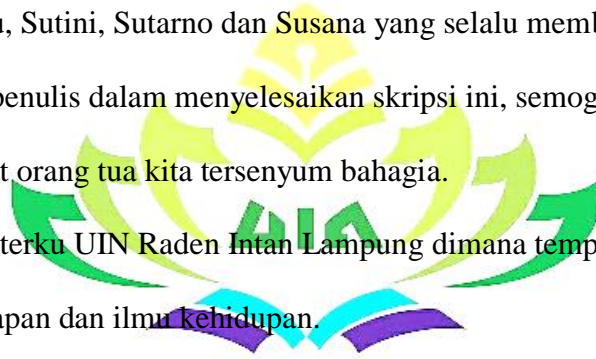 u, Sutini, Sutarno dan Susana yang selalu memb
penulis dalam menyelesaikan skripsi ini, semog
t orang tua kita tersenyum bahagia.
UIN
terku UIN Raden Intan Lampung dimana temp
apan dan ilmu kehidupan.